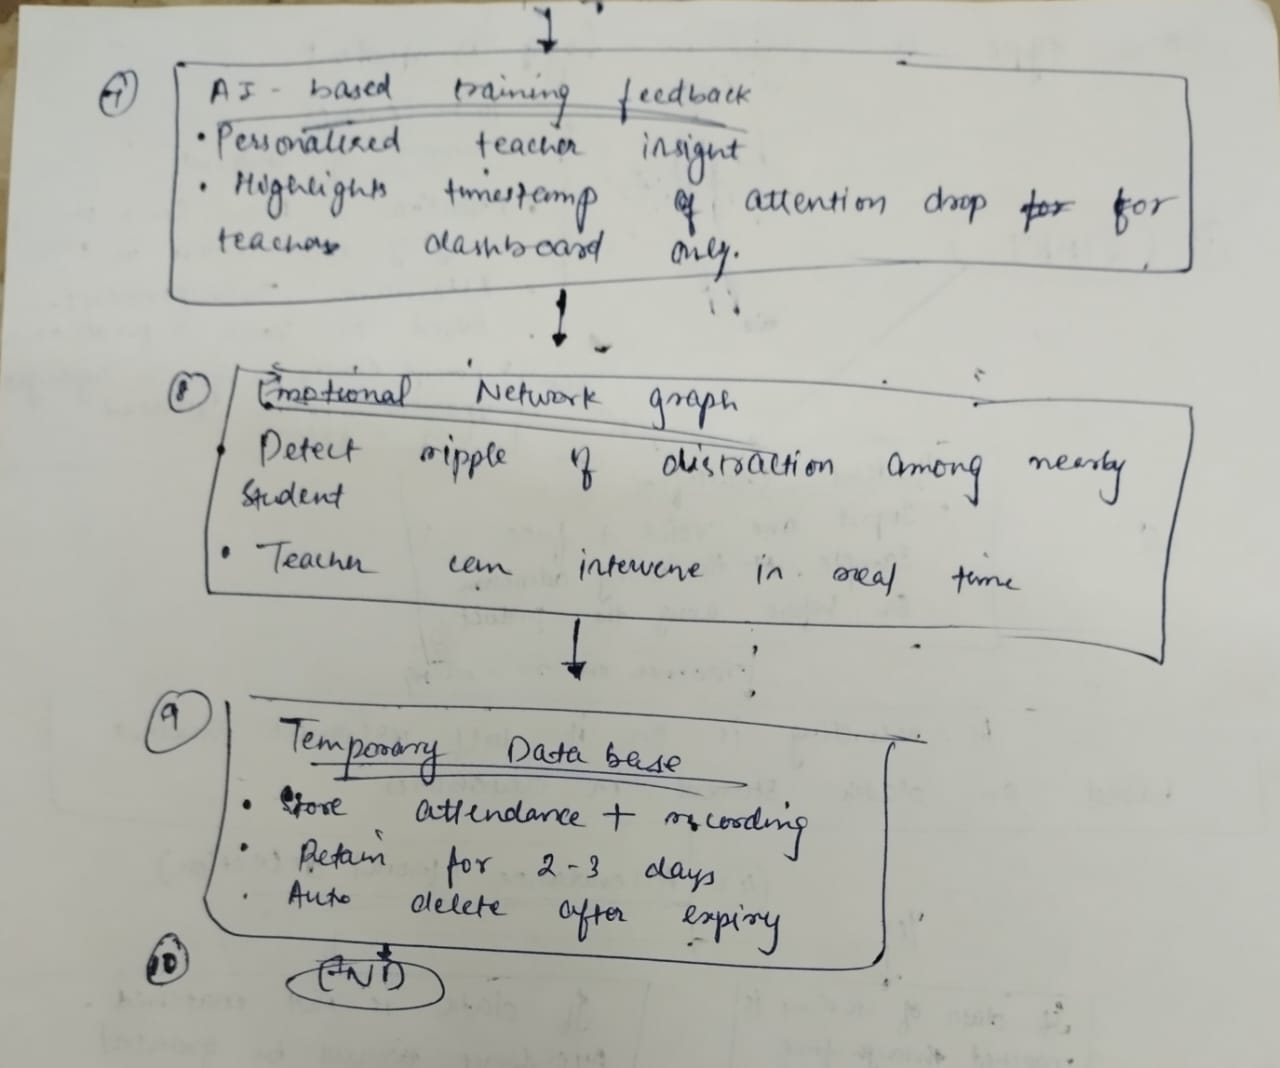 7
AI - based training feedback
• Personalized teacher insight
• Highlights timestamp of attention drop for for
teachers dashboard only.
8
Emotional Network graph
• Detect ripple of distraction among nearby
student
• Teacher can intervene in real time
9
Temporary Data base
• Store attendance + recording
• Retain for 2-3 days
• Auto delete after expiry
10
END